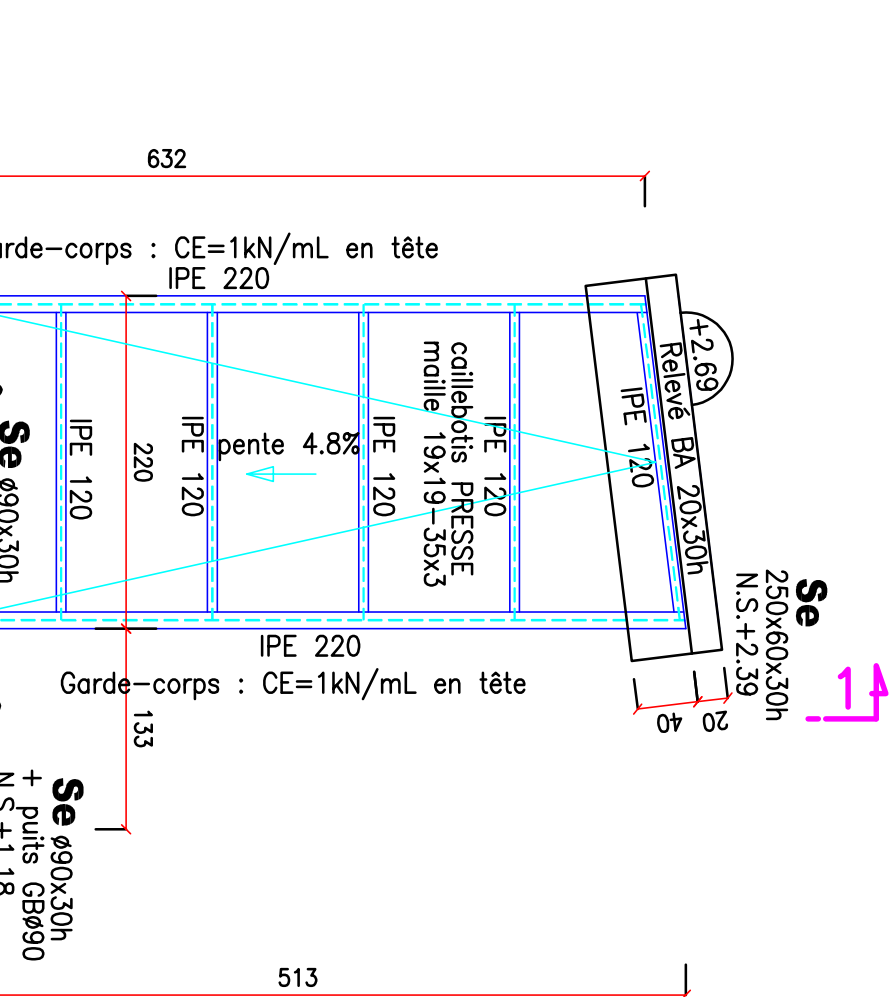 632
rde-corps : CE=1kN/mL en tête
IPE 220
+2.69
Relevé BA 20x30h
IPE 120
caillebotis PRESSE
maille 19x19-35x3
IPE 120
IPE 120
IPE 120
IPE 120
pente 4.8%
220
Se ø90x30h
IPE 220
Garde-corps : CE=1kN/mL en tête
Se
250x60x30h
N.S.+2.39
1
40
20
133
Se ø90x30h
+ puits GBø90
N.S.+1.18
513